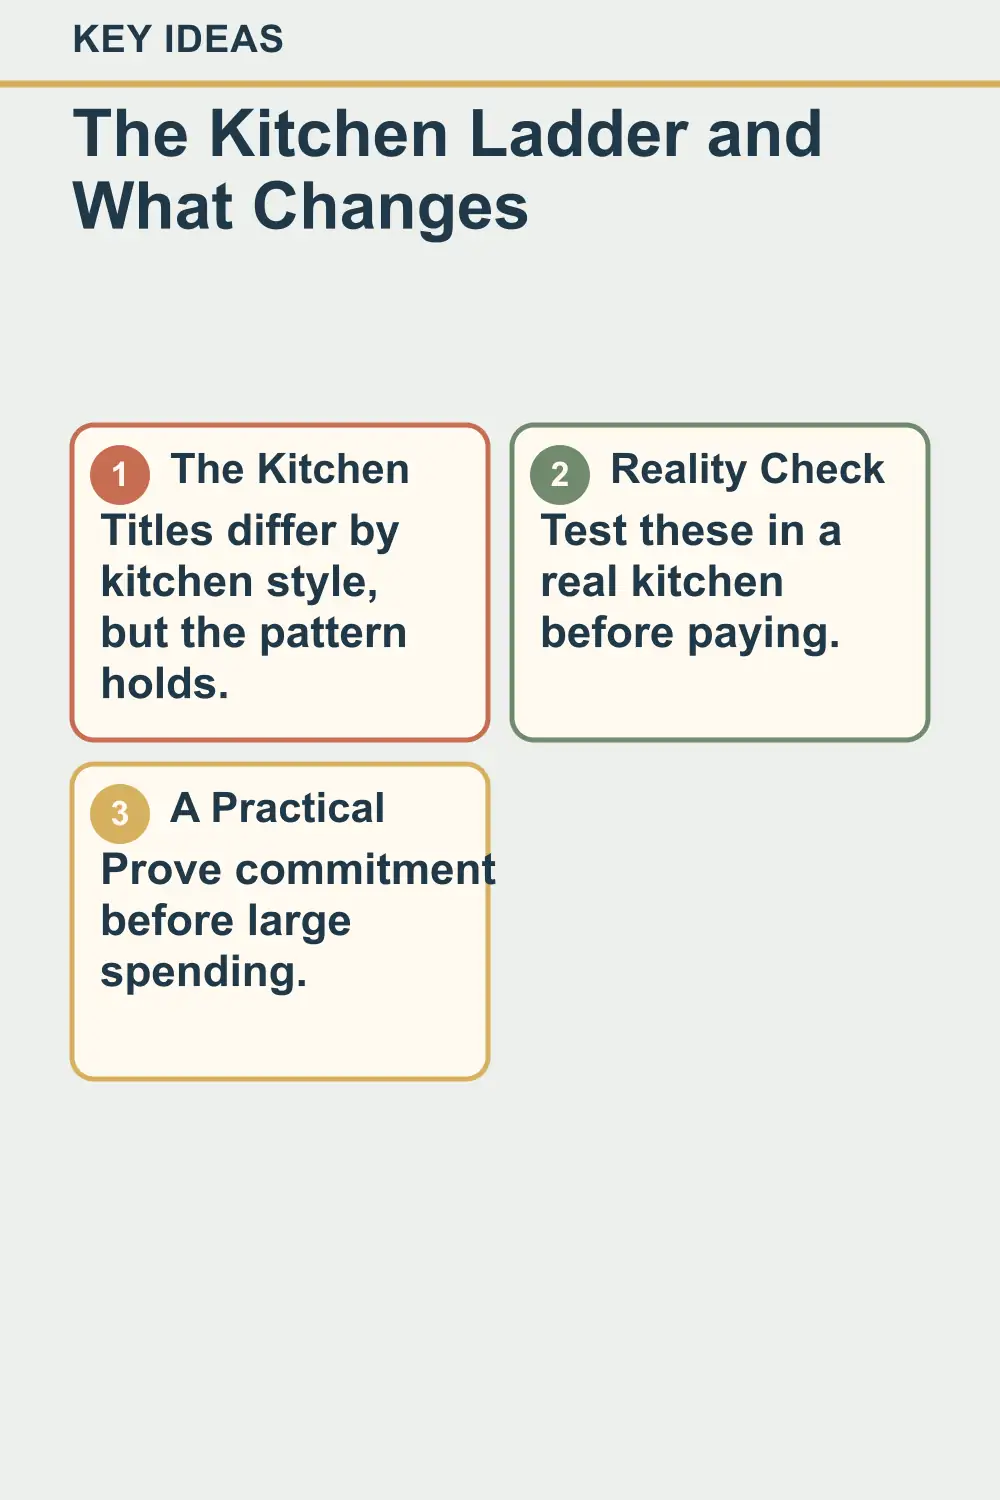 KEY IDEAS
The Kitchen Ladder and
What Changes
1 The Kitchen
Titles differ by
kitchen style,
but the pattern
holds.
2 Reality Check
Test these in a
real kitchen
before paying.
3 A Practical
Prove commitment
before large
spending.